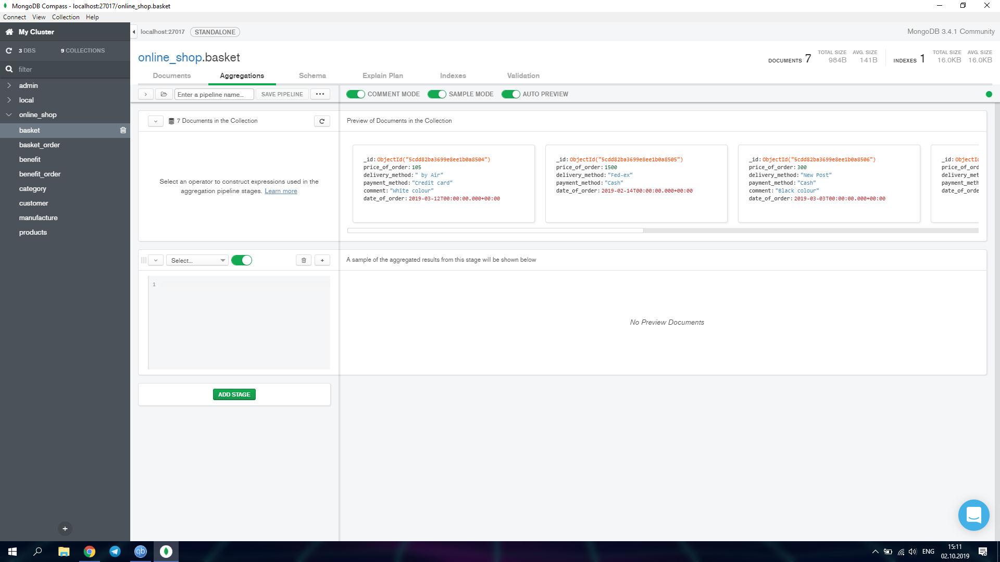 MongoDB Compass - localhost:27017/online_shop.basket
Connect View Collection Help
My Cluster
3 DBS 9 COLLECTIONS
filter
admin
local
online_shop
basket
basket_order
benefit
benefit_order
category
customer
manufacture
products
localhost:27017 STANDALONE
MongoDB 3.4.1 Community
online_shop.basket
DOCUMENTS 7 TOTAL SIZE 984B AVG. SIZE 141B INDEXES 1 TOTAL SIZE 16.0KB AVG. SIZE 16.0KB
Documents Aggregations Schema Explain Plan Indexes Validation
Enter a pipeline name... SAVE PIPELINE ••• COMMENT MODE SAMPLE MODE AUTO PREVIEW
7 Documents in the Collection
Select an operator to construct expressions used in the
aggregation pipeline stages. Learn more
Preview of Documents in the Collection
_id: ObjectId("5cdd82ba3699e8ee1b0a8504")
price_of_order: 105
delivery_method: " by Air"
payment_method: "Credit card"
comment: "White colour"
date_of_order: 2019-03-12T00:00:00.000+00:00
_id: ObjectId("5cdd82ba3699e8ee1b0a8505")
price_of_order: 1500
delivery_method: "Fed-ex"
payment_method: "Cash"
date_of_order: 2019-02-14T00:00:00.000+00:00
_id: ObjectId("5cdd82ba3699e8ee1b0a8506")
price_of_order: 300
delivery_method: "New Post"
payment_method: "Cash"
comment: "Black colour"
date_of_order: 2019-03-03T00:00:00.000+00:00
_id: ObjectI
price_of_ord
delivery_met
payment_meth
date_of_orde
Select...
A sample of the aggregated results from this stage will be shown below
1
No Preview Documents
ADD STAGE
+
qb
ENG
15:11
02.10.2019